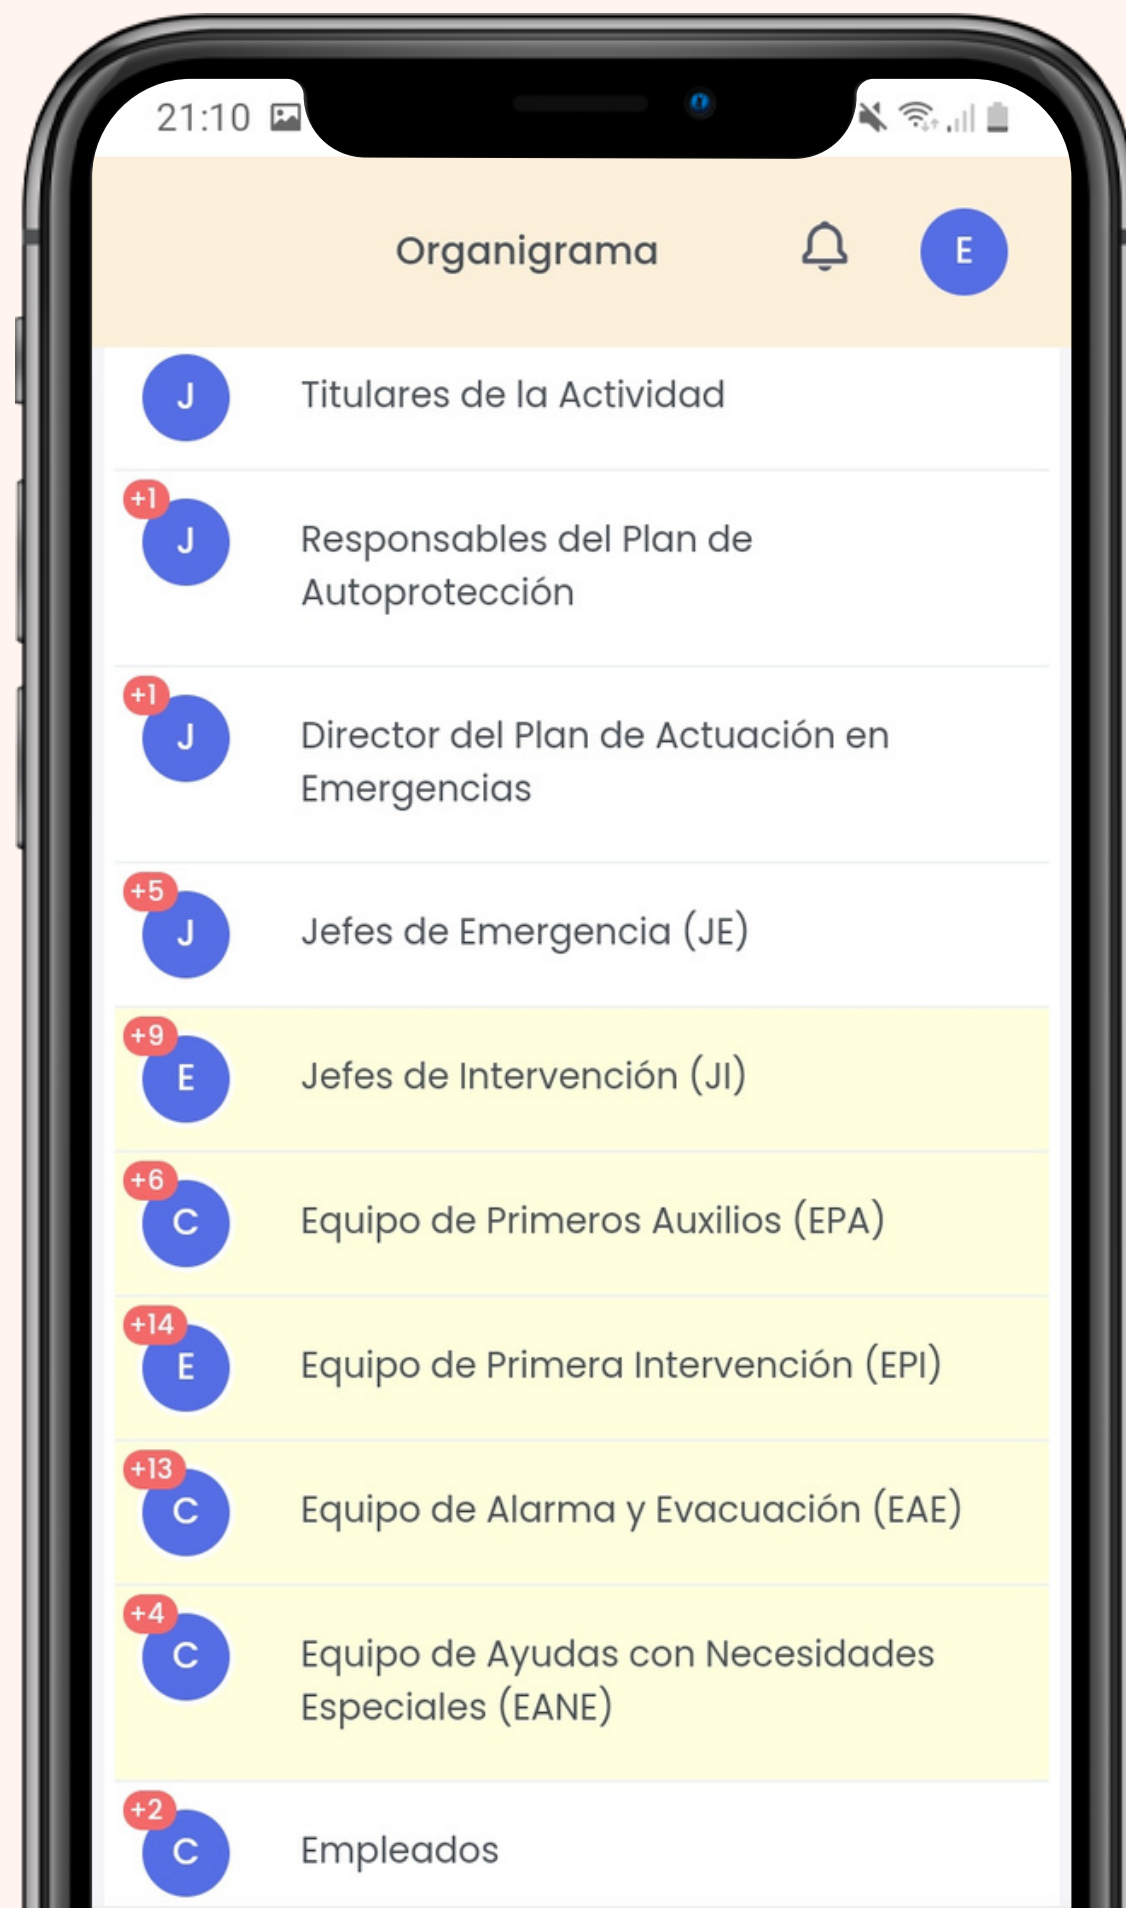 21:10
Organigrama
E
J
Titulares de la Actividad
+1
J
Responsables del Plan de
Autoprotección
+1
J
Director del Plan de Actuación en
Emergencias
+5
J
Jefes de Emergencia (JE)
+9
E
Jefes de Intervención (JI)
+6
C
Equipo de Primeros Auxilios (EPA)
+14
E
Equipo de Primera Intervención (EPI)
+13
C
Equipo de Alarma y Evacuación (EAE)
+4
C
Equipo de Ayudas con Necesidades
Especiales (EANE)
+2
C
Empleados